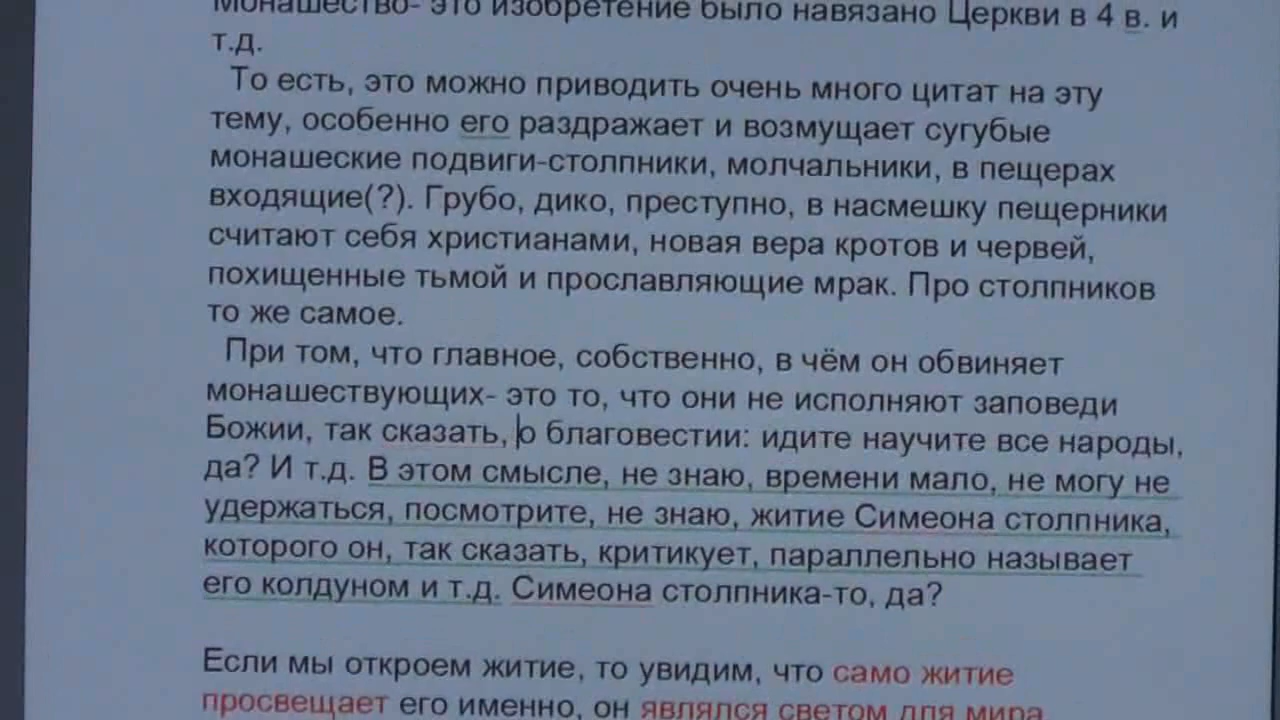 Монашество- это изобретение было навязано Церкви в 4 в. и
т.д.
То есть, это можно приводить очень много цитат на эту
тему, особенно его раздражает и возмущает сугубые
монашеские подвиги-столпники, молчальники, в пещерах
входящие(?). Грубо, дико, преступно, в насмешку пещерники
считают себя христианами, новая вера кротов и червей,
похищенные тьмой и прославляющие мрак. Про столпников
то же самое.
При том, что главное, собственно, в чём он обвиняет
монашествующих- это то, что они не исполняют заповеди
Божии, так сказать, о благовестии: идите научите все народы,
да? И т.д. В этом смысле, не знаю, времени мало, не могу не
удержаться, посмотрите, не знаю, житие Симеона столпника,
которого он, так сказать, критикует, параллельно называет
его колдуном и т.д. Симеона столпника-то, да?
Если мы откроем житие, то увидим, что само житие
просвещает его именно, он являлся светом для мира